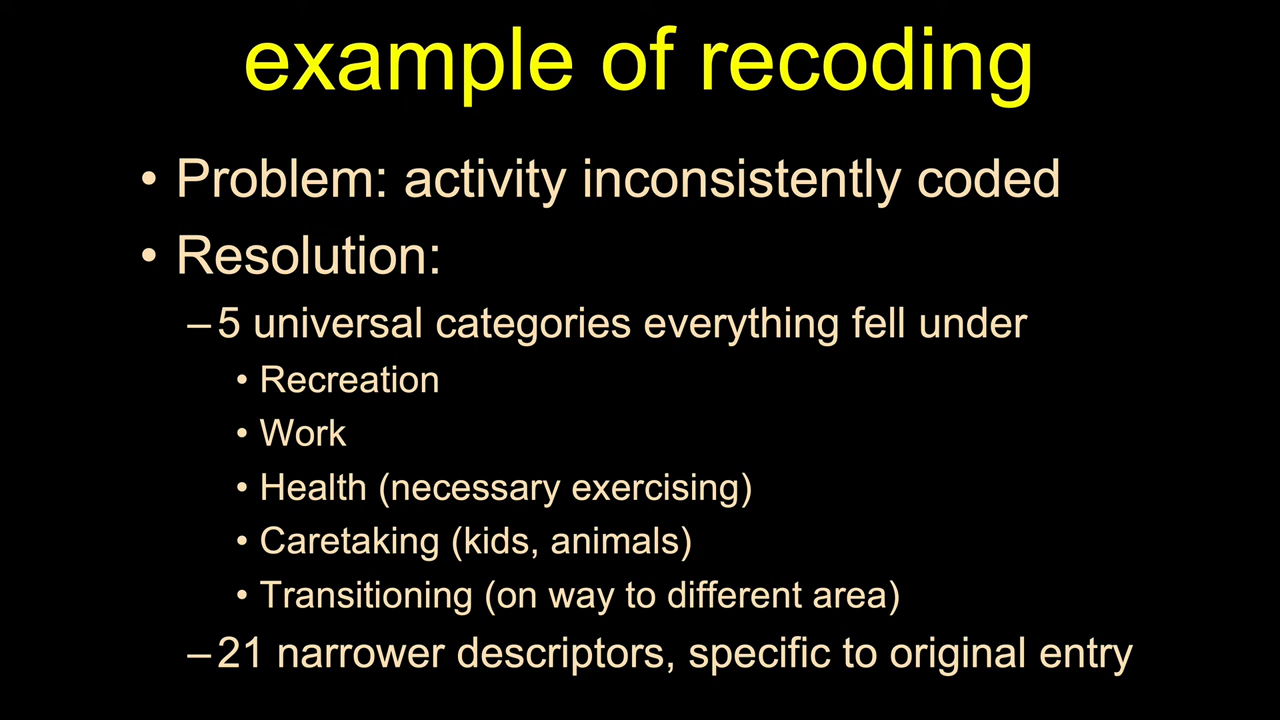 example of recoding
• Problem: activity inconsistently coded
• Resolution:
–5 universal categories everything fell under
• Recreation
• Work
• Health (necessary exercising)
• Caretaking (kids, animals)
• Transitioning (on way to different area)
–21 narrower descriptors, specific to original entry